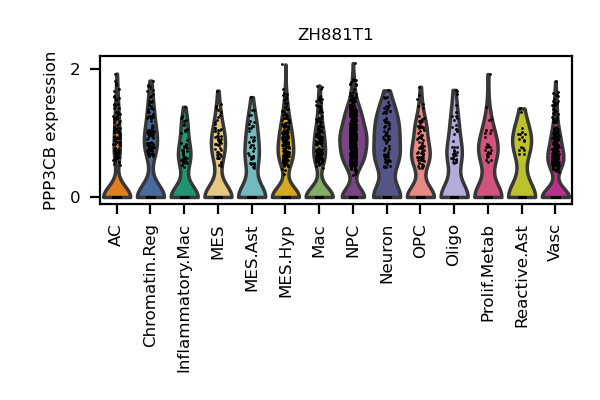 ZH881T1
PPP3CB expression
2
0
AC
Chromatin.Reg
Inflammatory.Mac
MES
MES.Ast
MES.Hyp
Mac
NPC
Neuron
OPC
Oligo
Prolif.Metab
Reactive.Ast
Vasc